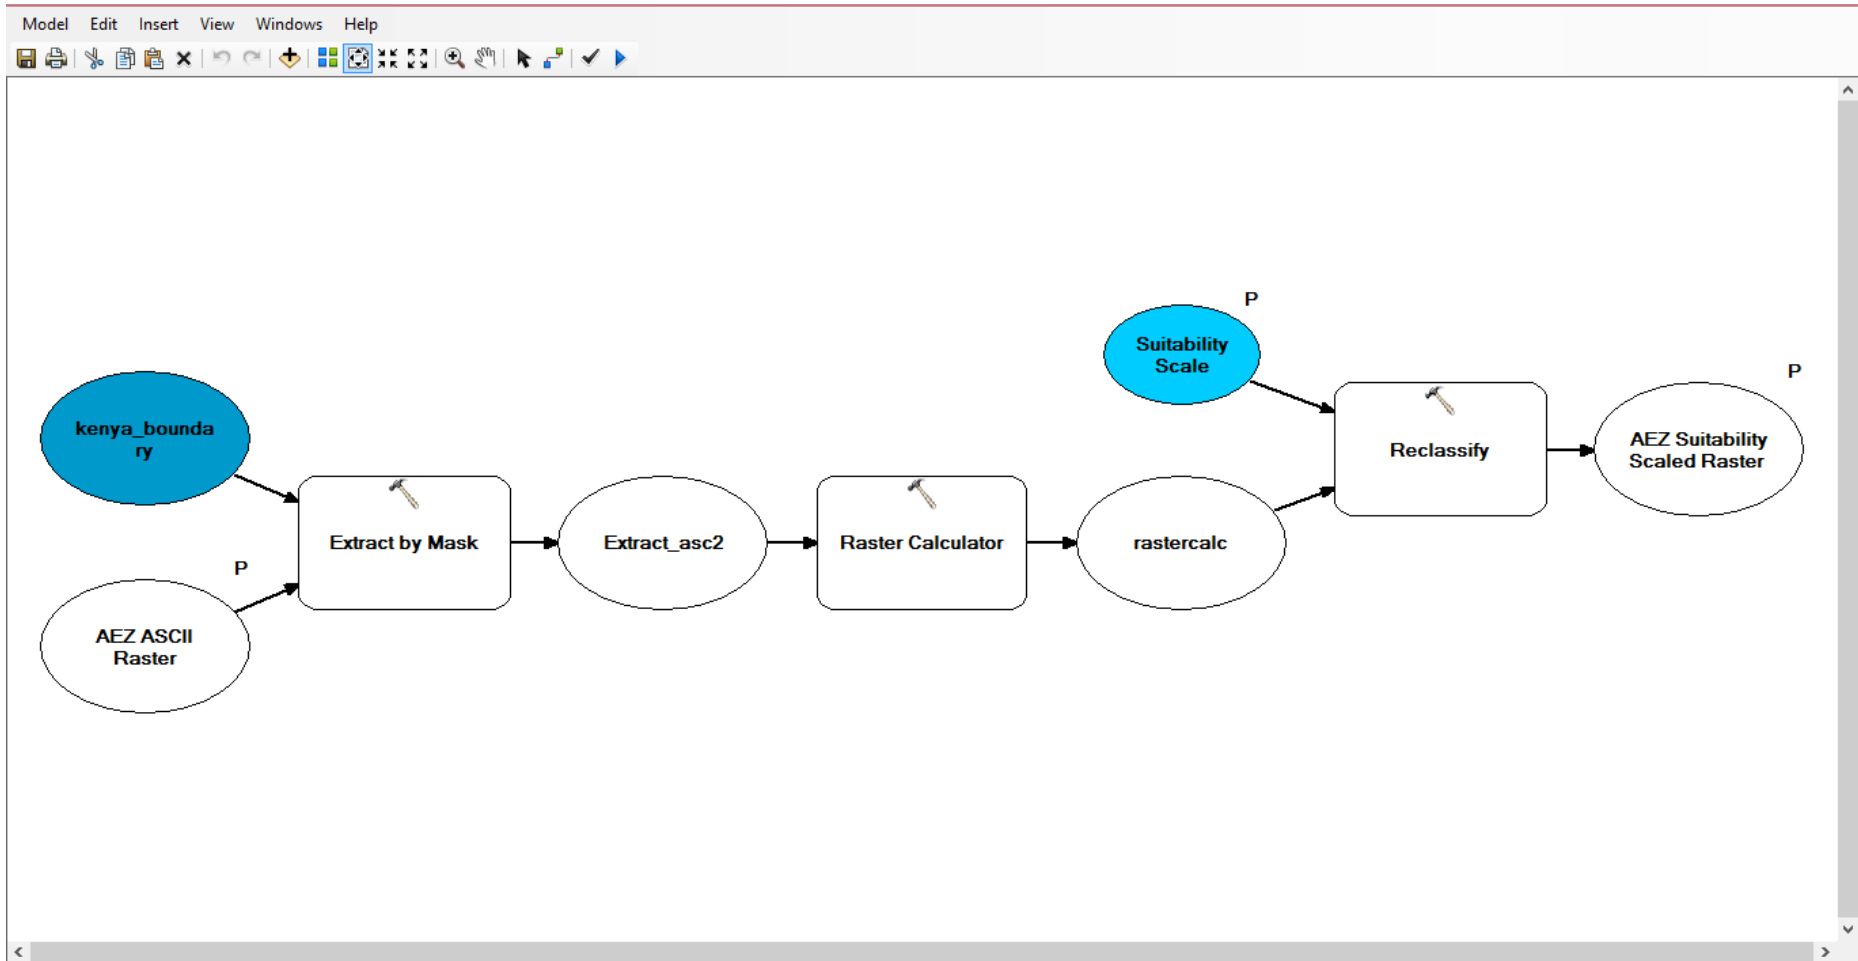 Model Edit Insert View Windows Help
P
Suitability
Scale
P
kenya_bounda
ry
Reclassify
AEZ Suitability
Scaled Raster
Extract by Mask
Extract_asc2
Raster Calculator
rastercalc
P
AEZ ASCII
Raster